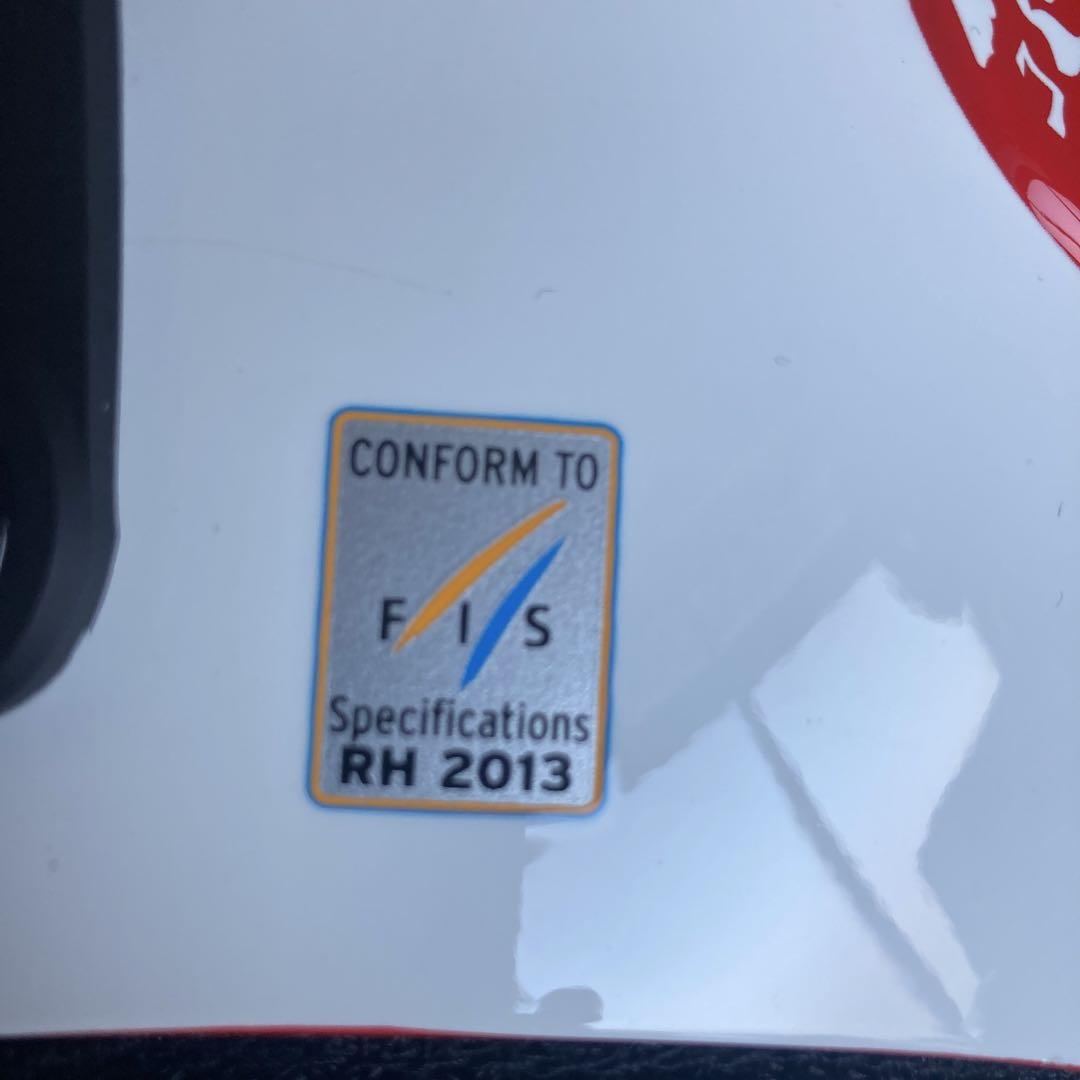 CONFORM TO
F I S
Specifications
RH 2013